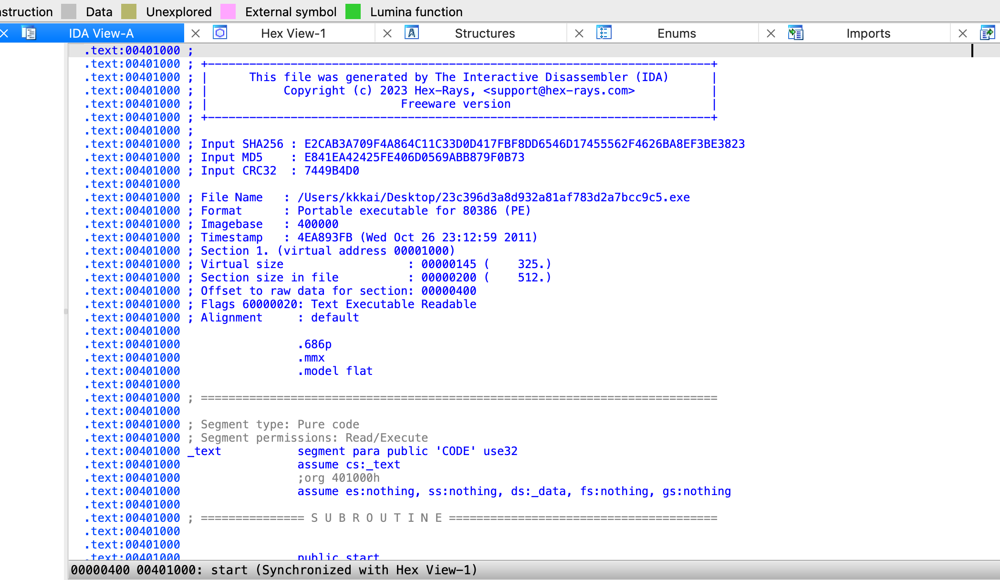 struction Data Unexplored External symbol Lumina function
IDA View-A Hex View-1 Structures Enums Imports
.text:00401000 ;
.text:00401000 ; +-------------------------------------------------------------------------+
.text:00401000 ; |      This file was generated by The Interactive Disassembler (IDA)      |
.text:00401000 ; |           Copyright (c) 2023 Hex-Rays, <support@hex-rays.com>           |
.text:00401000 ; |                            Freeware version                             |
.text:00401000 ; +-------------------------------------------------------------------------+
.text:00401000 ;
.text:00401000 ; Input SHA256 : E2CAB3A709F4A864C11C33D0D417FBF8DD6546D17455562F4626BA8EF3BE3823
.text:00401000 ; Input MD5    : E841EA42425FE406D0569ABB879F0B73
.text:00401000 ; Input CRC32  : 7449B4D0
.text:00401000
.text:00401000 ; File Name   : /Users/kkkai/Desktop/23c396d3a8d932a81af783d2a7bcc9c5.exe
.text:00401000 ; Format      : Portable executable for 80386 (PE)
.text:00401000 ; Imagebase   : 400000
.text:00401000 ; Timestamp   : 4EA893FB (Wed Oct 26 23:12:59 2011)
.text:00401000 ; Section 1. (virtual address 00001000)
.text:00401000 ; Virtual size                  : 00000145 (    325.)
.text:00401000 ; Section size in file          : 00000200 (    512.)
.text:00401000 ; Offset to raw data for section: 00000400
.text:00401000 ; Flags 60000020: Text Executable Readable
.text:00401000 ; Alignment     : default
.text:00401000
.text:00401000                 .686p
.text:00401000                 .mmx
.text:00401000                 .model flat
.text:00401000
.text:00401000 ; ===========================================================================
.text:00401000
.text:00401000 ; Segment type: Pure code
.text:00401000 ; Segment permissions: Read/Execute
.text:00401000 _text           segment para public 'CODE' use32
.text:00401000                 assume cs:_text
.text:00401000                 ;org 401000h
.text:00401000                 assume es:nothing, ss:nothing, ds:_data, fs:nothing, gs:nothing
.text:00401000
.text:00401000 ; =============== S U B R O U T I N E =======================================
.text:00401000
.text:00401000
.text:00401000                 public start
00000400 00401000: start (Synchronized with Hex View-1)